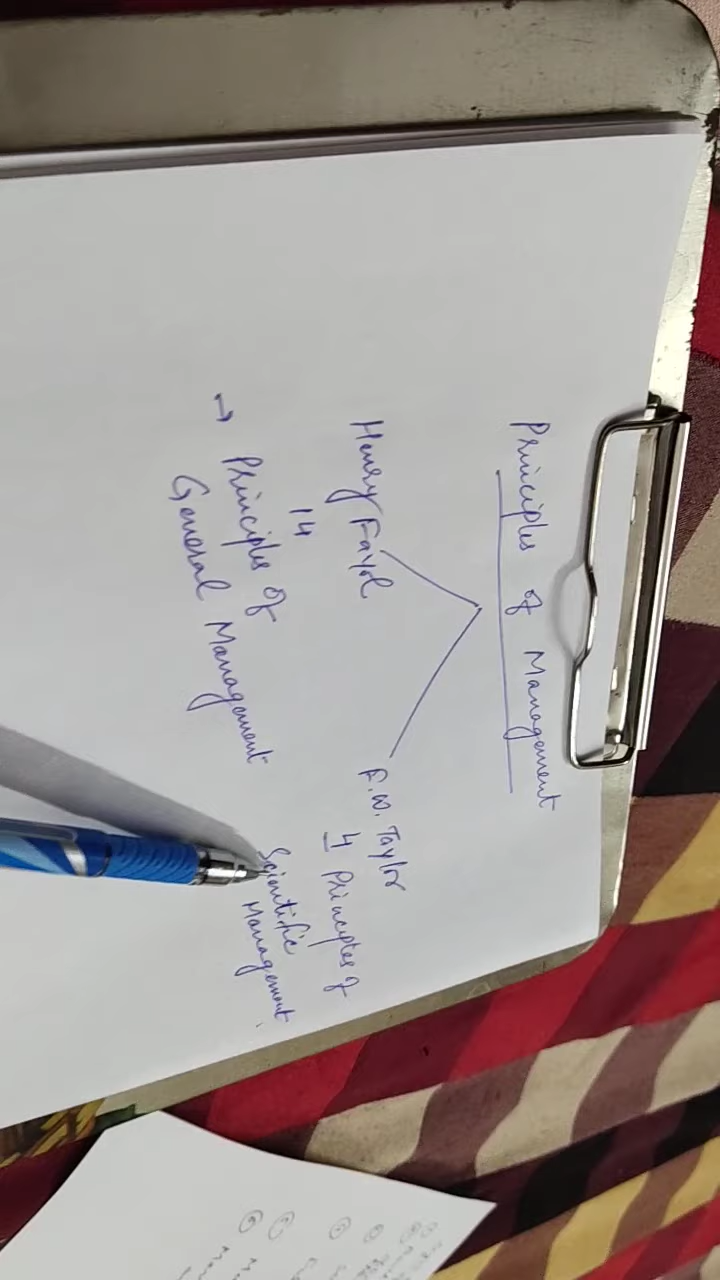 Principles of Management
Henry Fayol
14
→ Principles of
General Management
F.W. Taylor
4 Principles of
Scientific
Management.